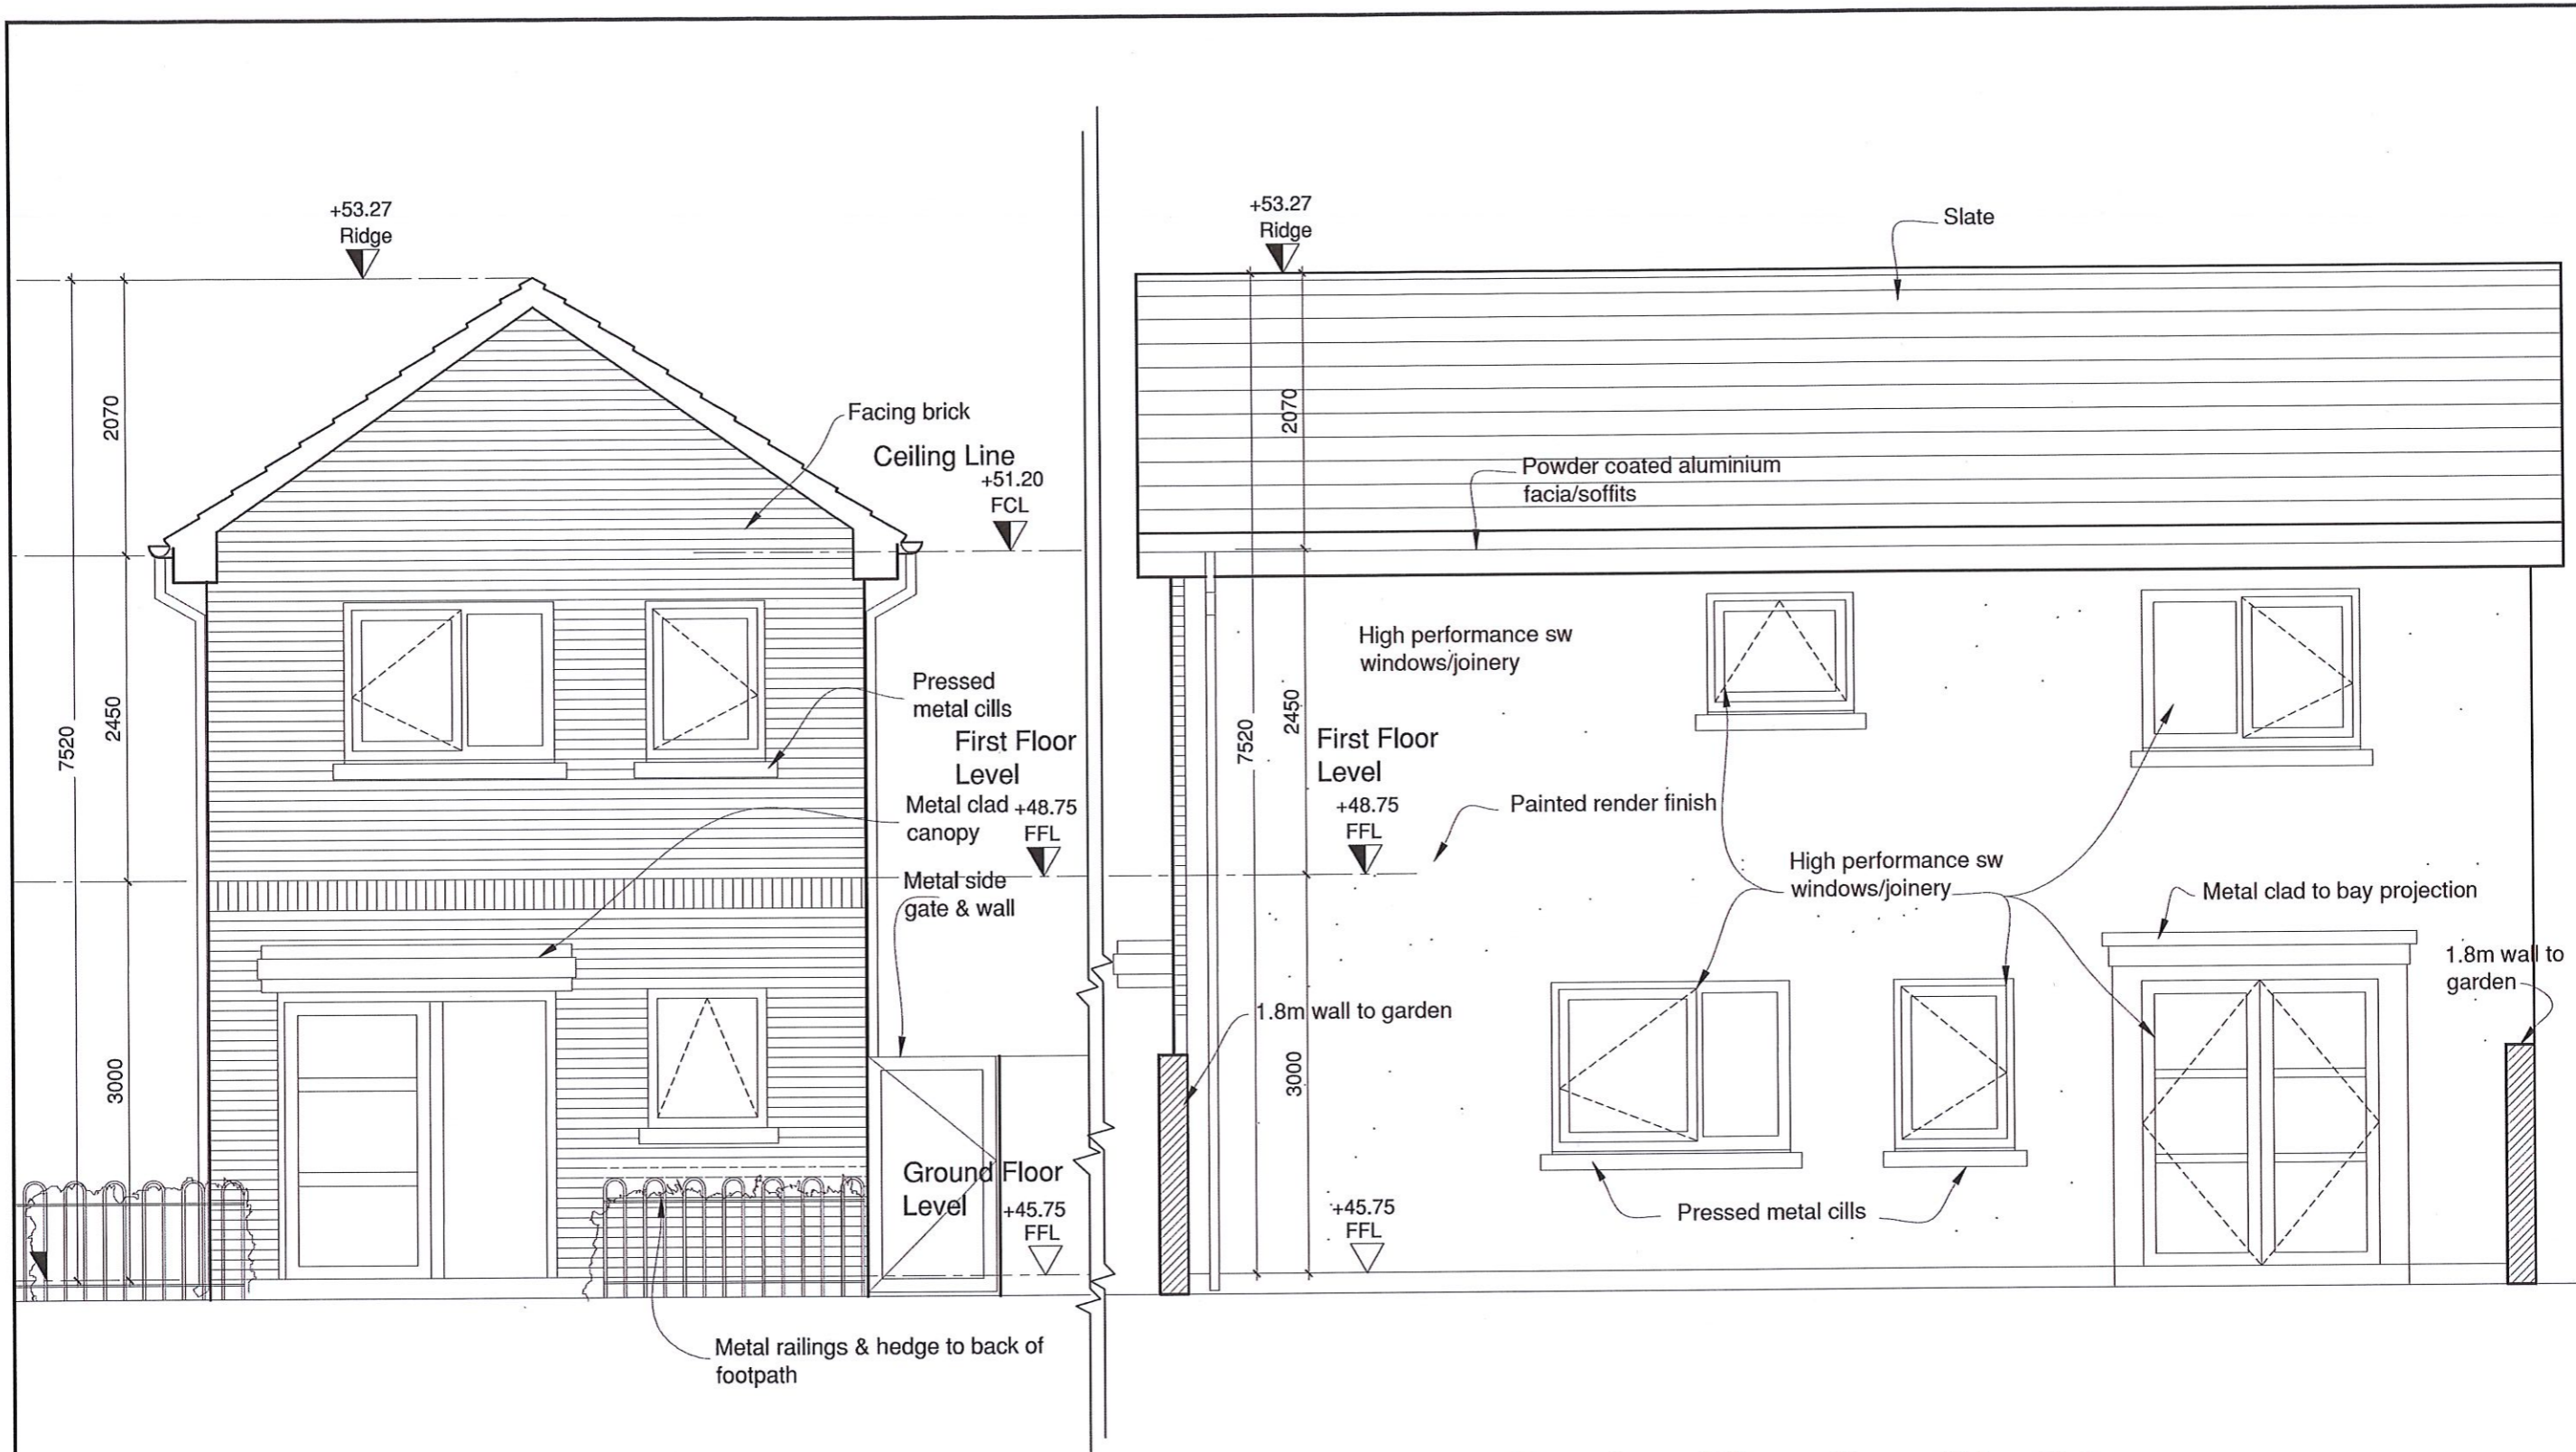 +53.27
Ridge
2070
7520
2450
3000
Facing brick
Ceiling Line
+51.20
FCL
Pressed
metal cills
First Floor
Level
Metal clad
canopy
+48.75
FFL
Metal side
gate & wall
Ground Floor
Level
+45.75
FFL
Metal railings & hedge to back of
footpath
+53.27
Ridge
Slate
2070
Powder coated aluminium
facia/soffits
High performance sw
windows/joinery
7520
2450
First Floor
Level
+48.75
FFL
Painted render finish
High performance sw
windows/joinery
Metal clad to bay projection
1.8m wall to
garden
1.8m wall to garden
3000
Pressed metal cills
+45.75
FFL